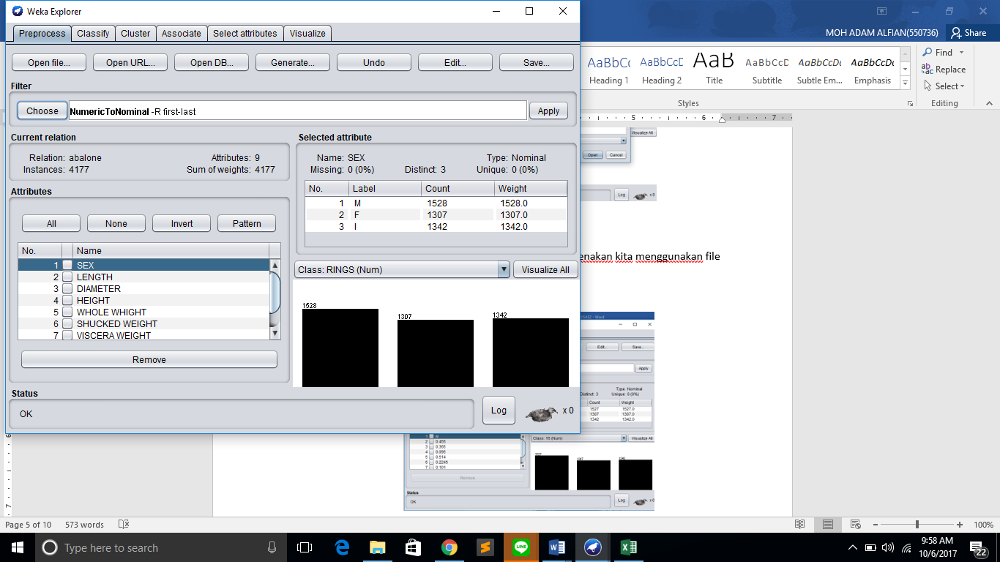 Weka Explorer
Preprocess Classify Cluster Associate Select attributes Visualize
Open file... Open URL... Open DB... Generate... Undo Edit... Save...
Filter
Choose NumericToNominal -R first-last Apply
Current relation
Relation: abalone Attributes: 9
Instances: 4177 Sum of weights: 4177
Selected attribute
Name: SEX Type: Nominal
Missing: 0 (0%) Distinct: 3 Unique: 0 (0%)
No. Label Count Weight
1 M 1528 1528.0
2 F 1307 1307.0
3 I 1342 1342.0
Attributes
All None Invert Pattern
No. Name
1 SEX
2 LENGTH
3 DIAMETER
4 HEIGHT
5 WHOLE WHIGHT
6 SHUCKED WEIGHT
7 VISCERA WEIGHT
Remove
Class: RINGS (Num) Visualize All
1528 1307 1342
Status
OK
Log x 0
MOH ADAM ALFIAN(550736) Share
AaBbCc AaBbCcD AaB AaBbCcD AaBbCcDt AaBbCcDt
Heading 1 Heading 2 Title Subtitle Subtle Em... Emphasis
Styles
Find
Replace
Select
Editing
5 6 7
Visualize All
Open Cancel
Log x 0
enakan kita menggunakan file
- Word
Edit... Save...
Apply
Type: Nominal
Distinct: 3 Unique: 0 (0%)
Count Weight
1527 1527.0
1307 1307.0
1342 1342.0
Class: 15 (Num) Visualize All
1 M
2 0.455
3 0.365
4 0.095
5 0.514
6 0.2245
7 0.101
Remove
1527 1307 1342
Status
OK
Log x 0
6
7
Page 5 of 10 573 words 100%
Type here to search
LINE
9:58 AM
10/6/2017
22